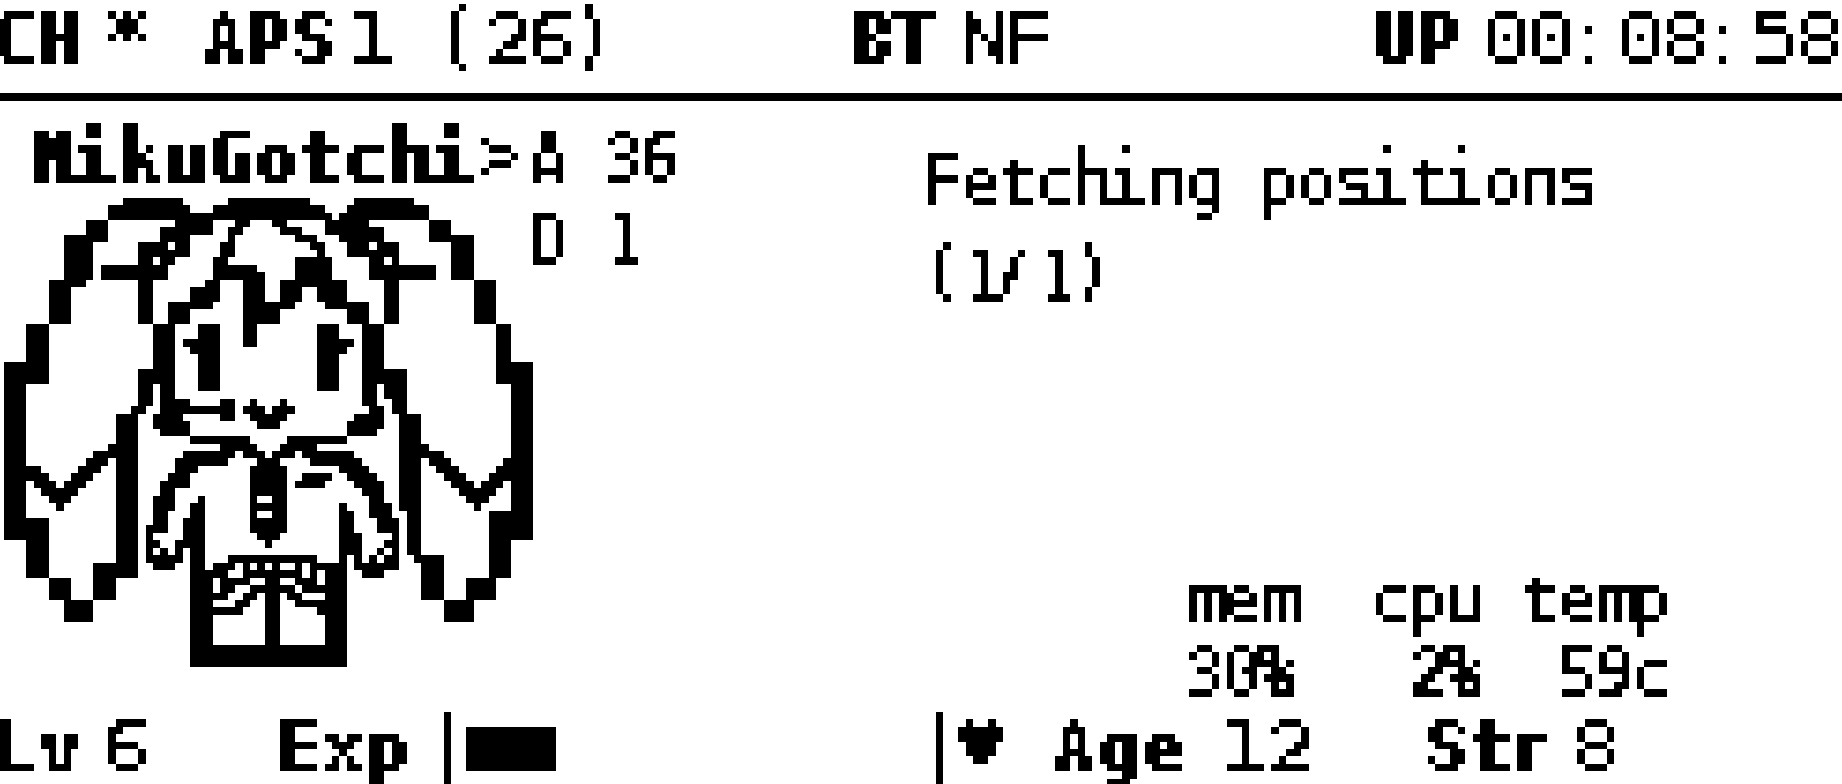 CH * APS 1 (26) BT NF UP 00:08:58
MikuGotchi> A 36
D 1
Fetching positions
(1/1)
mem cpu temp
30% 2% 59c
Lv 6 Exp | |♥ Age 12 Str 8